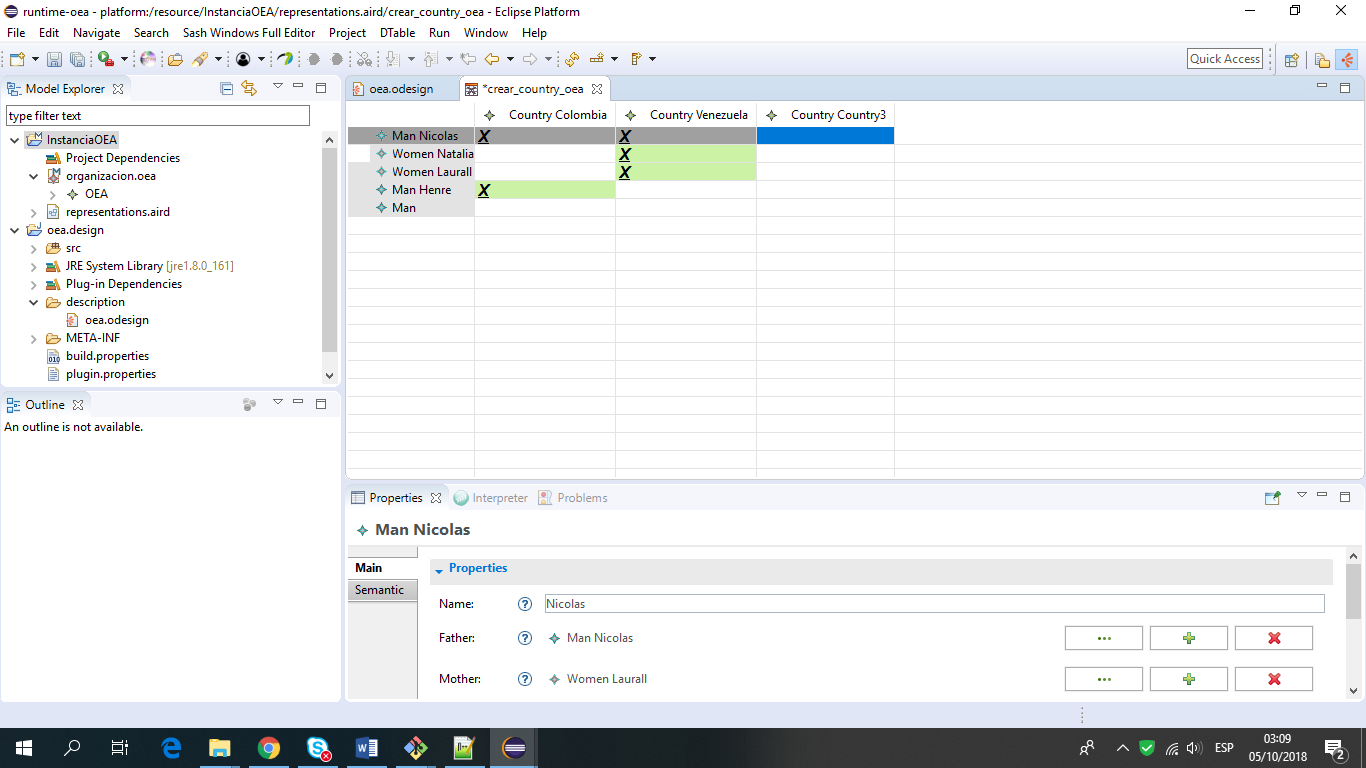 runtime-oea - platform:/resource/InstanciaOEA/representations.aird/crear_country_oea - Eclipse Platform
File Edit Navigate Search Sash Windows Full Editor Project DTable Run Window Help
Quick Access
Model Explorer
type filter text
InstanciaOEA
Project Dependencies
organizacion.oea
OEA
representations.aird
oea.design
src
JRE System Library [jre1.8.0_161]
Plug-in Dependencies
description
oea.odesign
META-INF
build.properties
plugin.properties
Outline
An outline is not available.
oea.odesign *crear_country_oea
Country Colombia Country Venezuela Country Country3
Man Nicolas X X
Women Natalia X
Women Laurall X
Man Henre X
Man
Properties Interpreter Problems
Man Nicolas
Main
Semantic
Properties
Name: Nicolas
Father: Man Nicolas
Mother: Women Laurall
ESP
03:09
05/10/2018
2